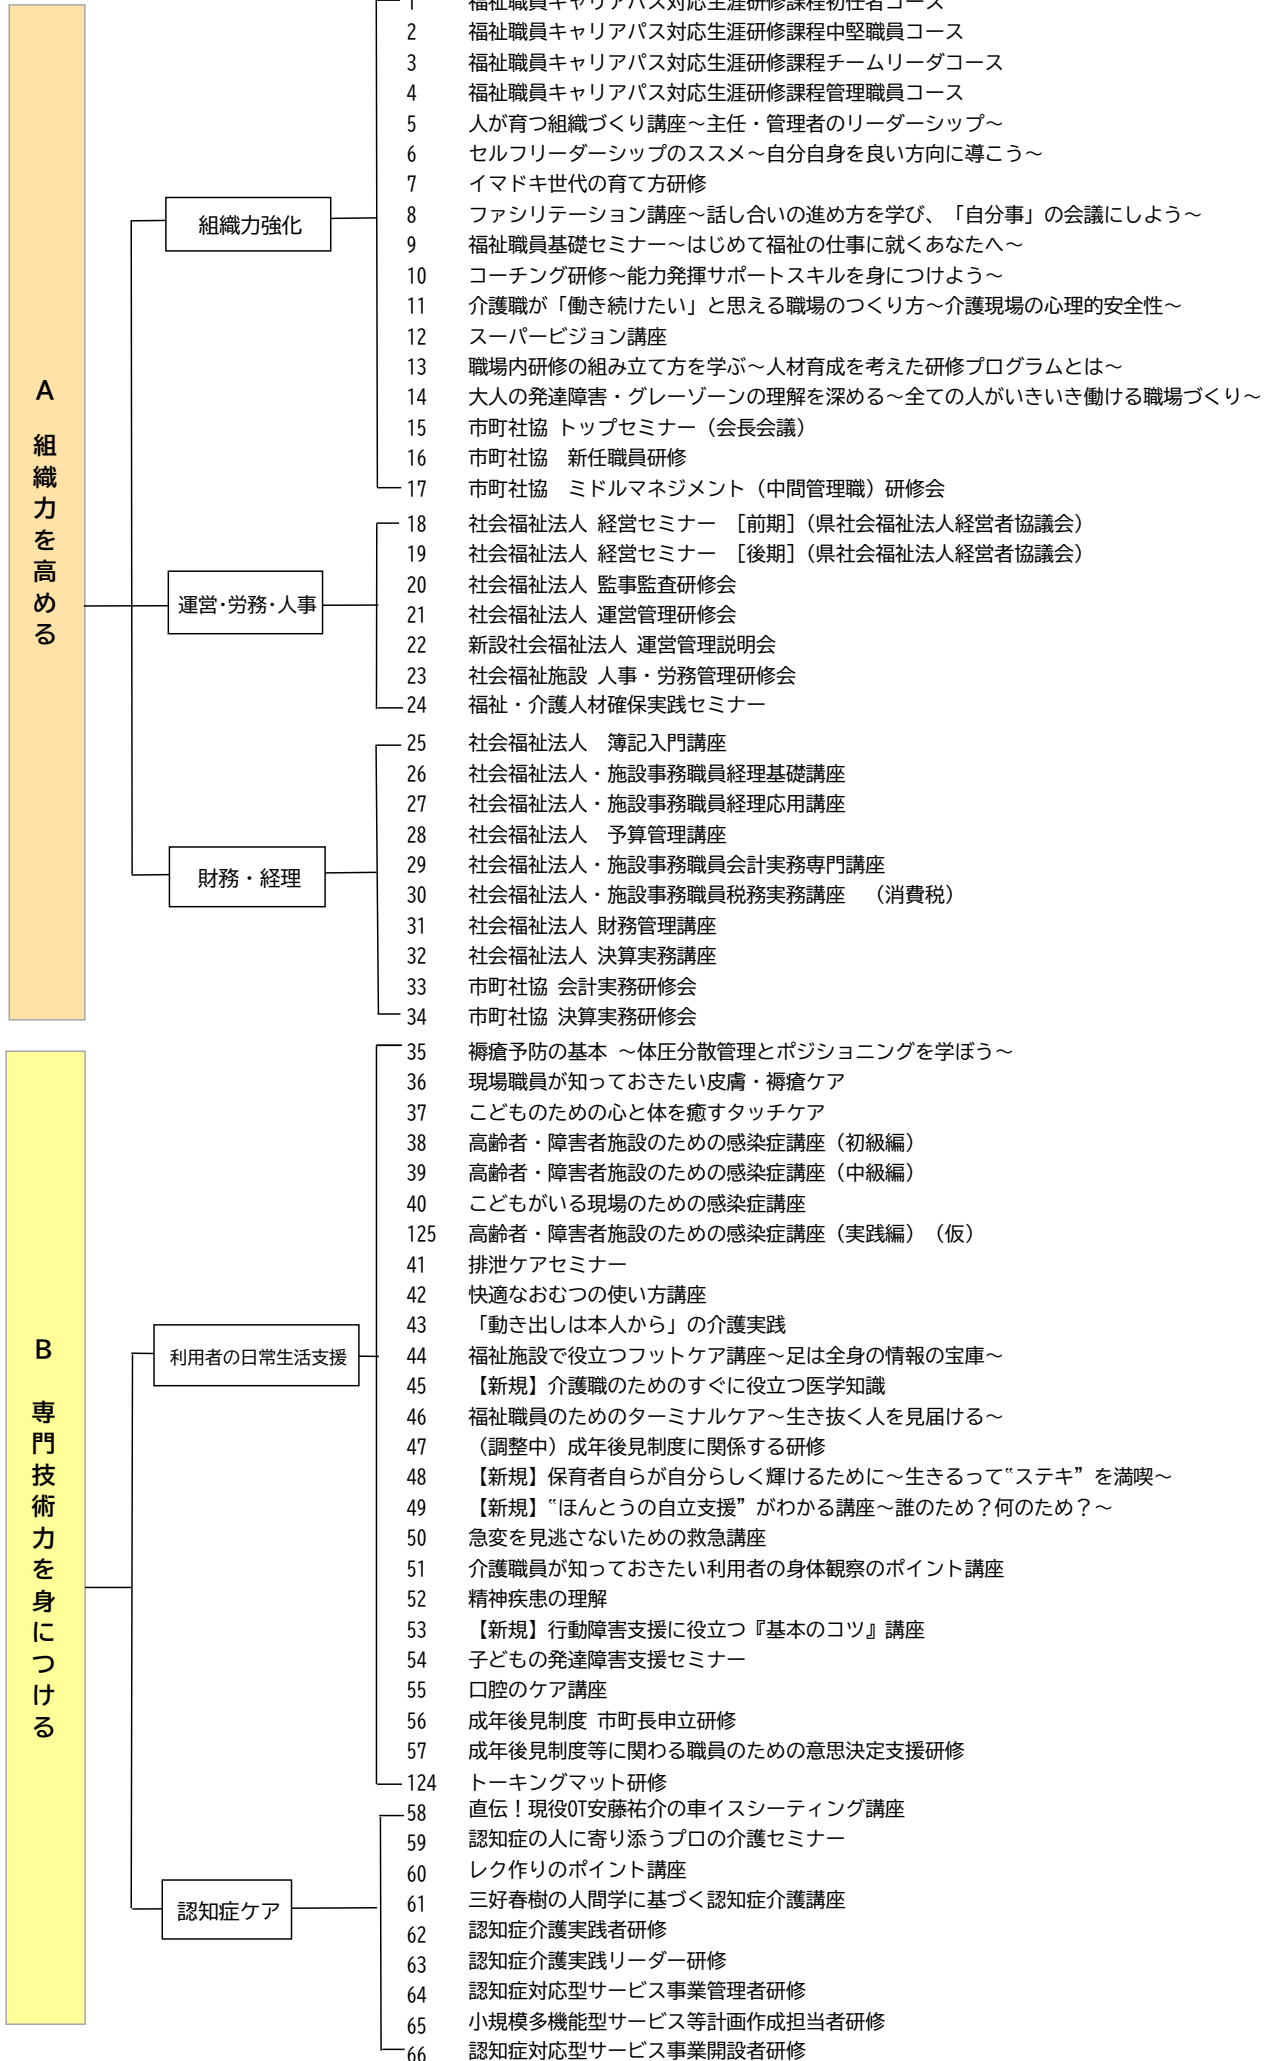 A 組織力を高める
組織力強化
1 福祉職員キャリアパス対応生涯研修課程初任者コース
2 福祉職員キャリアパス対応生涯研修課程中堅職員コース
3 福祉職員キャリアパス対応生涯研修課程チームリーダコース
4 福祉職員キャリアパス対応生涯研修課程管理職員コース
5 人が育つ組織づくり講座～主任・管理者のリーダーシップ～
6 セルフリーダーシップのススメ～自分自身を良い方向に導こう～
7 イマドキ世代の育て方研修
8 ファシリテーション講座～話し合いの進め方を学び、「自分事」の会議にしよう～
9 福祉職員基礎セミナー～はじめて福祉の仕事に就くあなたへ～
10 コーチング研修～能力発揮サポートスキルを身につけよう～
11 介護職が「働き続けたい」と思える職場のつくり方～介護現場の心理的安全性～
12 スーパービジョン講座
13 職場内研修の組み立て方を学ぶ～人材育成を考えた研修プログラムとは～
14 大人の発達障害・グレーゾーンの理解を深める～全ての人がいきいき働ける職場づくり～
15 市町社協 トップセミナー（会長会議）
16 市町社協　新任職員研修
17 市町社協　ミドルマネジメント（中間管理職）研修会
運営・労務・人事
18 社会福祉法人 経営セミナー ［前期］（県社会福祉法人経営者協議会）
19 社会福祉法人 経営セミナー ［後期］（県社会福祉法人経営者協議会）
20 社会福祉法人 監事監査研修会
21 社会福祉法人 運営管理研修会
22 新設社会福祉法人 運営管理説明会
23 社会福祉施設 人事・労務管理研修会
24 福祉・介護人材確保実践セミナー
財務・経理
25 社会福祉法人　簿記入門講座
26 社会福祉法人・施設事務職員経理基礎講座
27 社会福祉法人・施設事務職員経理応用講座
28 社会福祉法人　予算管理講座
29 社会福祉法人・施設事務職員会計実務専門講座
30 社会福祉法人・施設事務職員税務実務講座　（消費税）
31 社会福祉法人 財務管理講座
32 社会福祉法人 決算実務講座
33 市町社協 会計実務研修会
34 市町社協 決算実務研修会
B 専門技術力を身につける
利用者の日常生活支援
35 褥瘡予防の基本 ～体圧分散管理とポジショニングを学ぼう～
36 現場職員が知っておきたい皮膚・褥瘡ケア
37 こどものための心と体を癒すタッチケア
38 高齢者・障害者施設のための感染症講座（初級編）
39 高齢者・障害者施設のための感染症講座（中級編）
40 こどもがいる現場のための感染症講座
125 高齢者・障害者施設のための感染症講座（実践編）（仮）
41 排泄ケアセミナー
42 快適なおむつの使い方講座
43 「動き出しは本人から」の介護実践
44 福祉施設で役立つフットケア講座～足は全身の情報の宝庫～
45 【新規】介護職のためのすぐに役立つ医学知識
46 福祉職員のためのターミナルケア～生き抜く人を見届ける～
47 （調整中）成年後見制度に関係する研修
48 【新規】保育者自らが自分らしく輝けるために～生きるって“ステキ”を満喫～
49 【新規】“ほんとうの自立支援”がわかる講座～誰のため？何のため？～
50 急変を見逃さないための救急講座
51 介護職員が知っておきたい利用者の身体観察のポイント講座
52 精神疾患の理解
53 【新規】行動障害支援に役立つ『基本のコツ』講座
54 子どもの発達障害支援セミナー
55 口腔のケア講座
56 成年後見制度 市町長申立研修
57 成年後見制度等に関わる職員のための意思決定支援研修
124 トーキングマット研修
認知症ケア
58 直伝！現役OT安藤祐介の車イスシーティング講座
59 認知症の人に寄り添うプロの介護セミナー
60 レク作りのポイント講座
61 三好春樹の人間学に基づく認知症介護講座
62 認知症介護実践者研修
63 認知症介護実践リーダー研修
64 認知症対応型サービス事業管理者研修
65 小規模多機能型サービス等計画作成担当者研修
66 認知症対応型サービス事業開設者研修